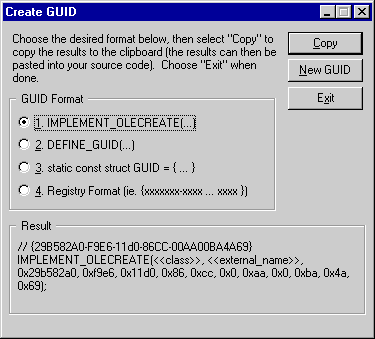 Create GUID
Choose the desired format below, then select "Copy" to
copy the results to the clipboard (the results can then be
pasted into your source code). Choose "Exit" when
done.
Copy
New GUID
Exit
GUID Format
1. IMPLEMENT_OLECREATE(...)
2. DEFINE_GUID(...)
3. static const struct GUID = { ... }
4. Registry Format (ie. {xxxxxxx-xxxx ... xxxx })
Result
// {29B582A0-F9E6-11d0-86CC-00AA00BA4A69}
IMPLEMENT_OLECREATE(<<class>>, <<external_name>>,
0x29b582a0, 0xf9e6, 0x11d0, 0x86, 0xcc, 0x0, 0xaa, 0x0, 0xba, 0x4a,
0x69);